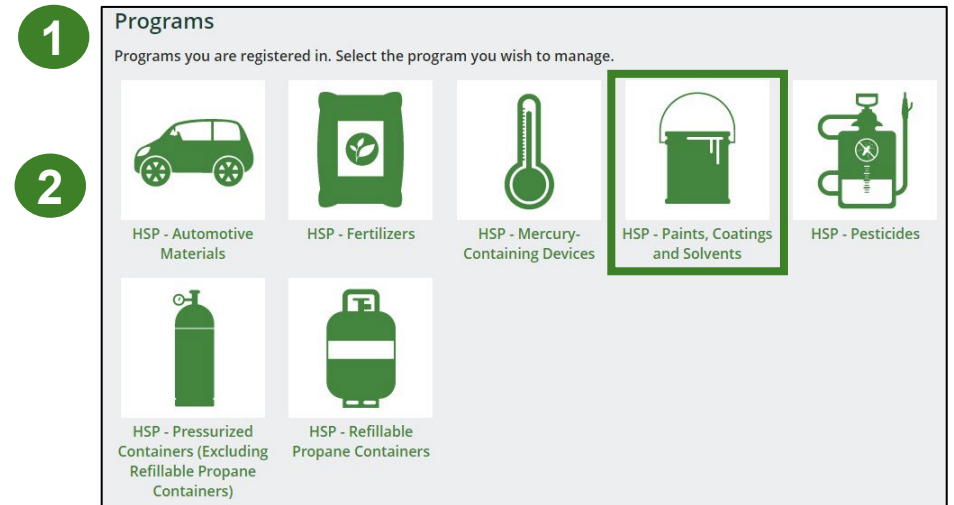 1
Programs
Programs you are registered in. Select the program you wish to manage.
2
HSP - Automotive
Materials
HSP - Fertilizers
HSP - Mercury-
Containing Devices
HSP - Paints, Coatings
and Solvents
HSP - Pesticides
HSP - Pressurized
Containers (Excluding
Refillable Propane
Containers)
HSP - Refillable
Propane Containers